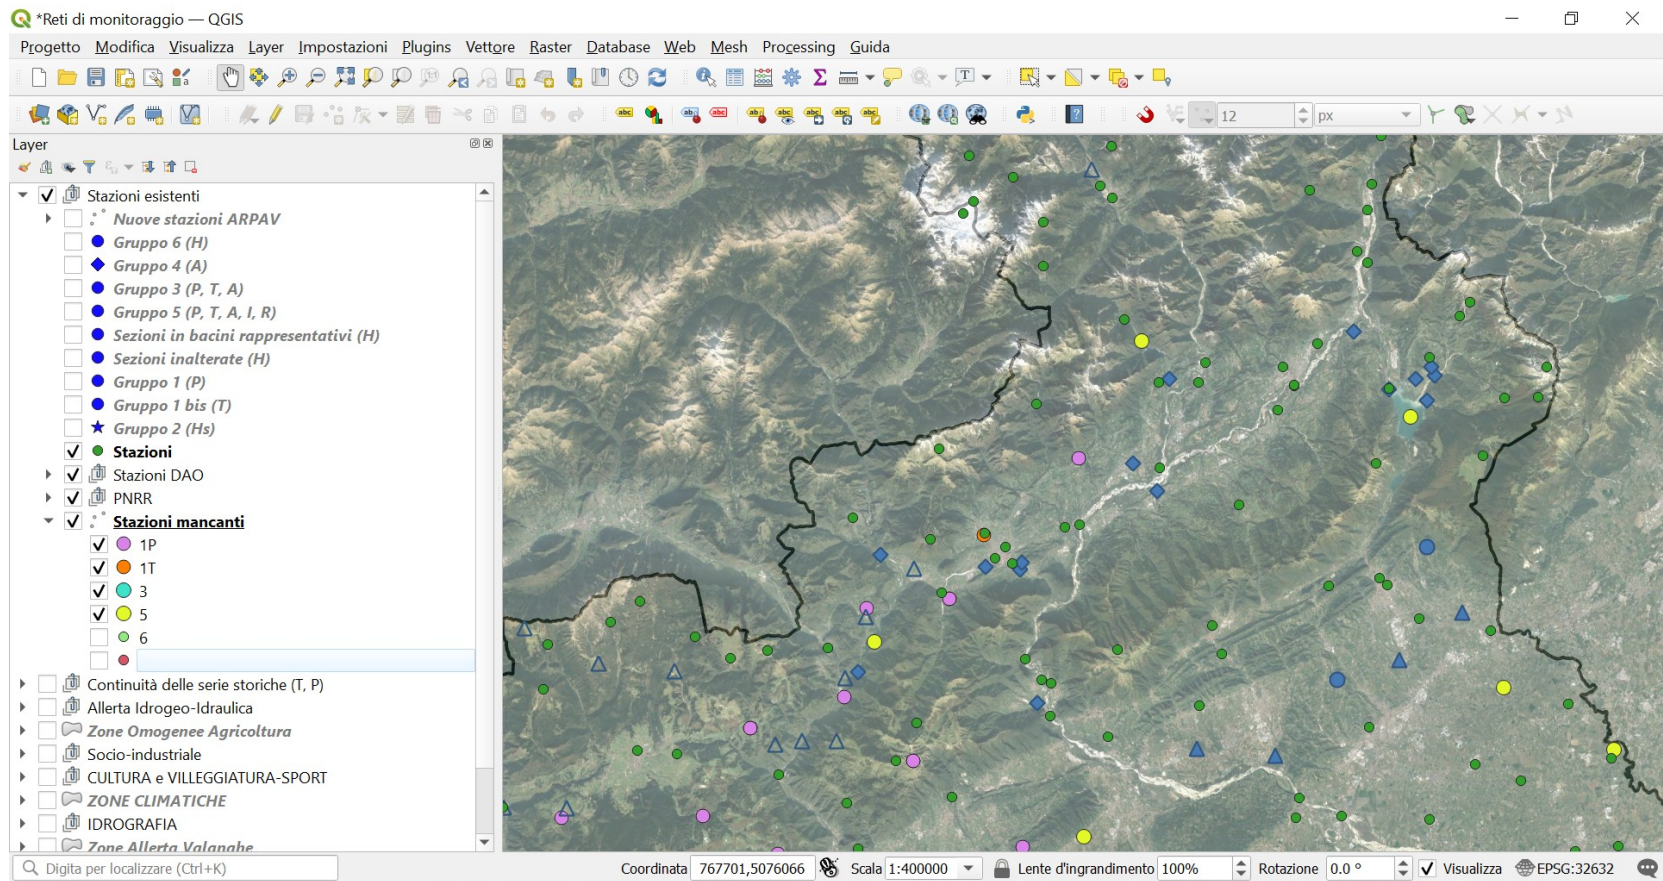 *Reti di monitoraggio — QGIS
Progetto Modifica Visualizza Layer Impostazioni Plugins Vettore Raster Database Web Mesh Processing Guida
12 px
Layer
Stazioni esistenti
Nuove stazioni ARPAV
Gruppo 6 (H)
Gruppo 4 (A)
Gruppo 3 (P, T, A)
Gruppo 5 (P, T, A, I, R)
Sezioni in bacini rappresentativi (H)
Sezioni inalterate (H)
Gruppo 1 (P)
Gruppo 1 bis (T)
Gruppo 2 (Hs)
Stazioni
Stazioni DAO
PNRR
Stazioni mancanti
1P
1T
3
5
6
Continuità delle serie storiche (T, P)
Allerta Idrogeo-Idraulica
Zone Omogenee Agricoltura
Socio-industriale
CULTURA e VILLEGGIATURA-SPORT
ZONE CLIMATICHE
IDROGRAFIA
Zone Allerta Valanghe
Digita per localizzare (Ctrl+K) Coordinata 767701,5076066 Scala 1:400000 Lente d'ingrandimento 100% Rotazione 0.0 ° Visualizza EPSG:32632